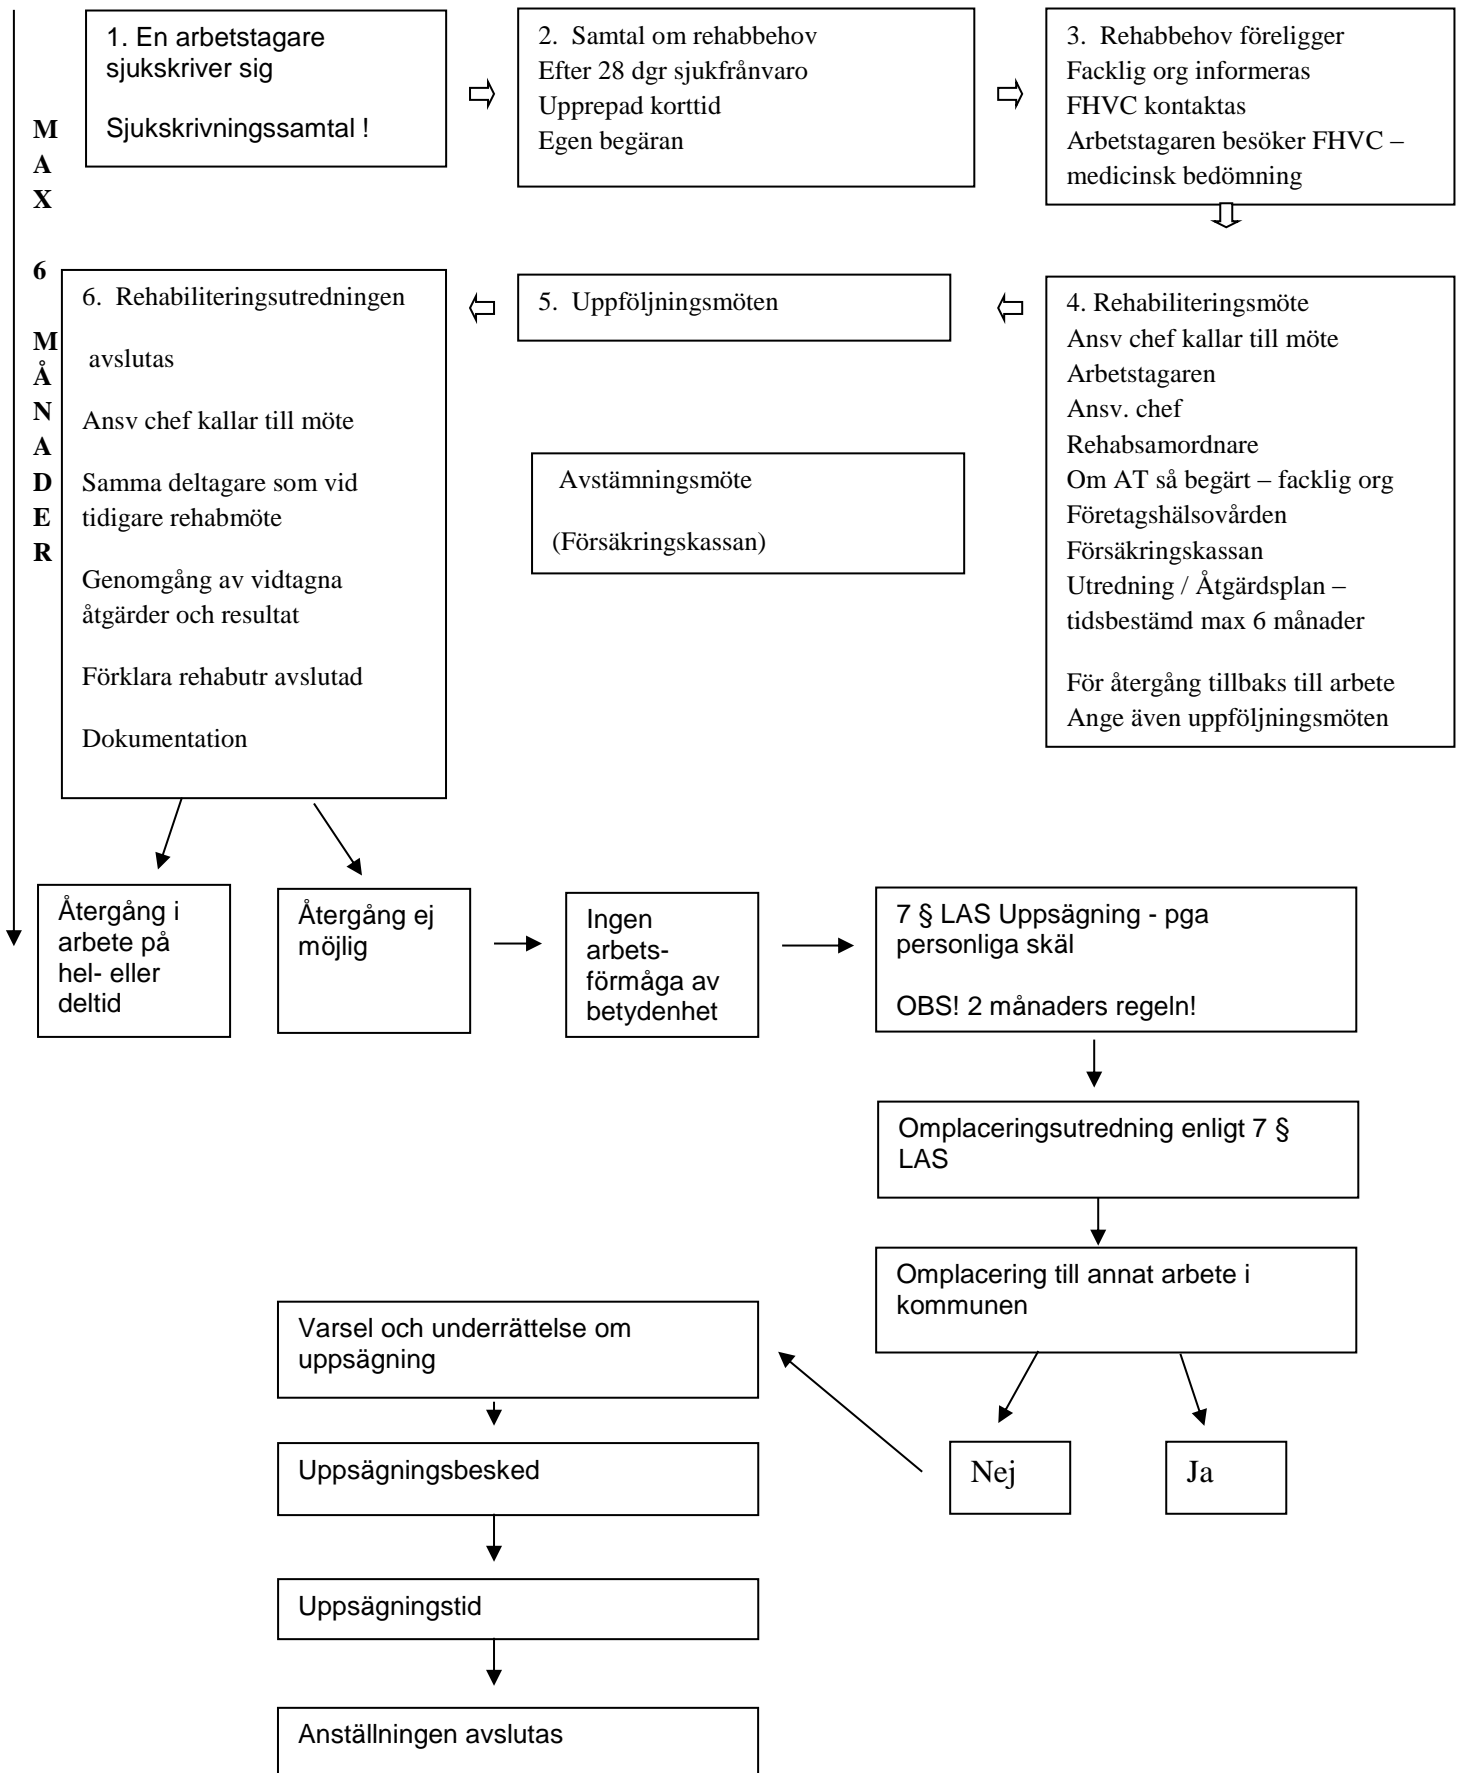 1. En arbetstagare
sjukskriver sig
Sjukskrivningssamtal !
2. Samtal om rehabbehov
Efter 28 dgr sjukfrånvaro
Upprepad korttid
Egen begäran
3. Rehabbehov föreligger
Facklig org informeras
FHVC kontaktas
Arbetstagaren besöker FHVC –
medicinsk bedömning
M
A
X
6
M
Å
N
A
D
E
R
4. Rehabiliteringsmöte
Ansv chef kallar till möte
Arbetstagaren
Ansv. chef
Rehabsamordnare
Om AT så begärt – facklig org
Företagshälsovården
Försäkringskassan
Utredning / Åtgärdsplan –
tidsbestämd max 6 månader
För återgång tillbaks till arbete
Ange även uppföljningsmöten
5. Uppföljningsmöten
Avstämningsmöte
(Försäkringskassan)
6. Rehabiliteringsutredningen
avslutas
Ansv chef kallar till möte
Samma deltagare som vid
tidigare rehabmöte
Genomgång av vidtagna
åtgärder och resultat
Förklara rehabutr avslutad
Dokumentation
Återgång i
arbete på
hel- eller
deltid
Återgång ej
möjlig
Ingen
arbets-
förmåga av
betydenhet
7 § LAS Uppsägning - pga
personliga skäl
OBS! 2 månaders regeln!
Omplaceringsutredning enligt 7 §
LAS
Omplacering till annat arbete i
kommunen
Nej
Ja
Varsel och underrättelse om
uppsägning
Uppsägningsbesked
Uppsägningstid
Anställningen avslutas